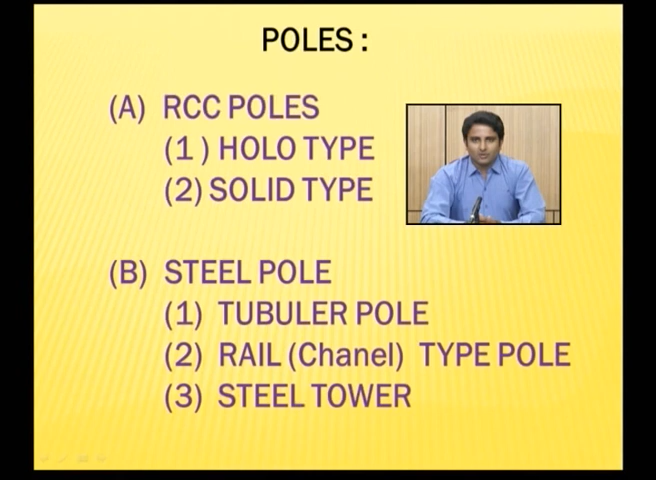 POLES :
(A) RCC POLES
(1 ) HOLO TYPE
(2) SOLID TYPE
(B) STEEL POLE
(1) TUBULER POLE
(2) RAIL (Chanel) TYPE POLE
(3) STEEL TOWER